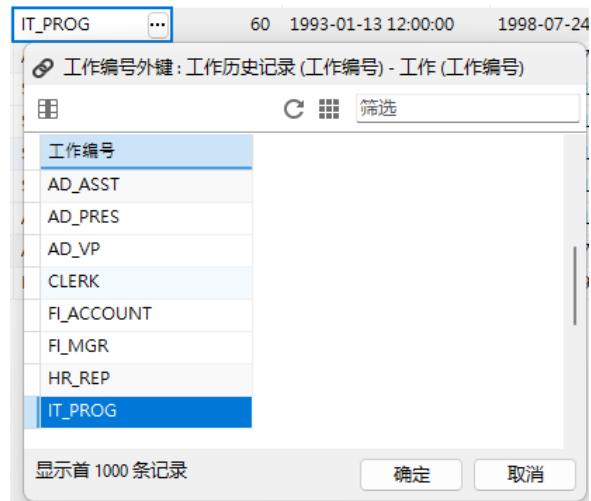 IT_PROG ... 60 1993-01-13 12:00:00 1998-07-24
工作编号外键 : 工作历史记录 (工作编号) - 工作 (工作编号)
筛选
工作编号
AD_ASST
AD_PRES
AD_VP
CLERK
FI_ACCOUNT
FI_MGR
HR_REP
IT_PROG
显示首 1000 条记录 确定 取消